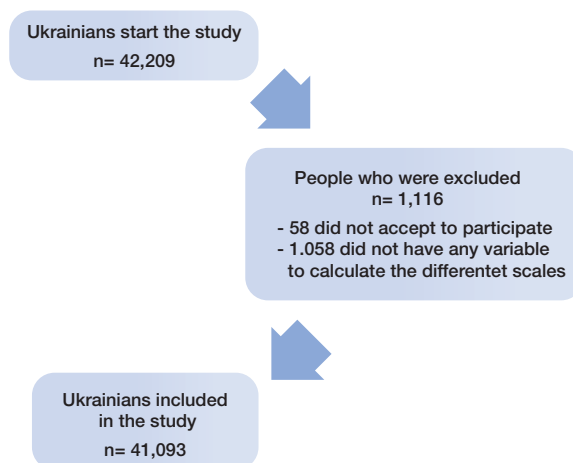 Ukrainians start the study
n= 42,209
People who were excluded
n= 1,116
- 58 did not accept to participate
- 1.058 did not have any variable
to calculate the differentet scales
Ukrainians included
in the study
n= 41,093